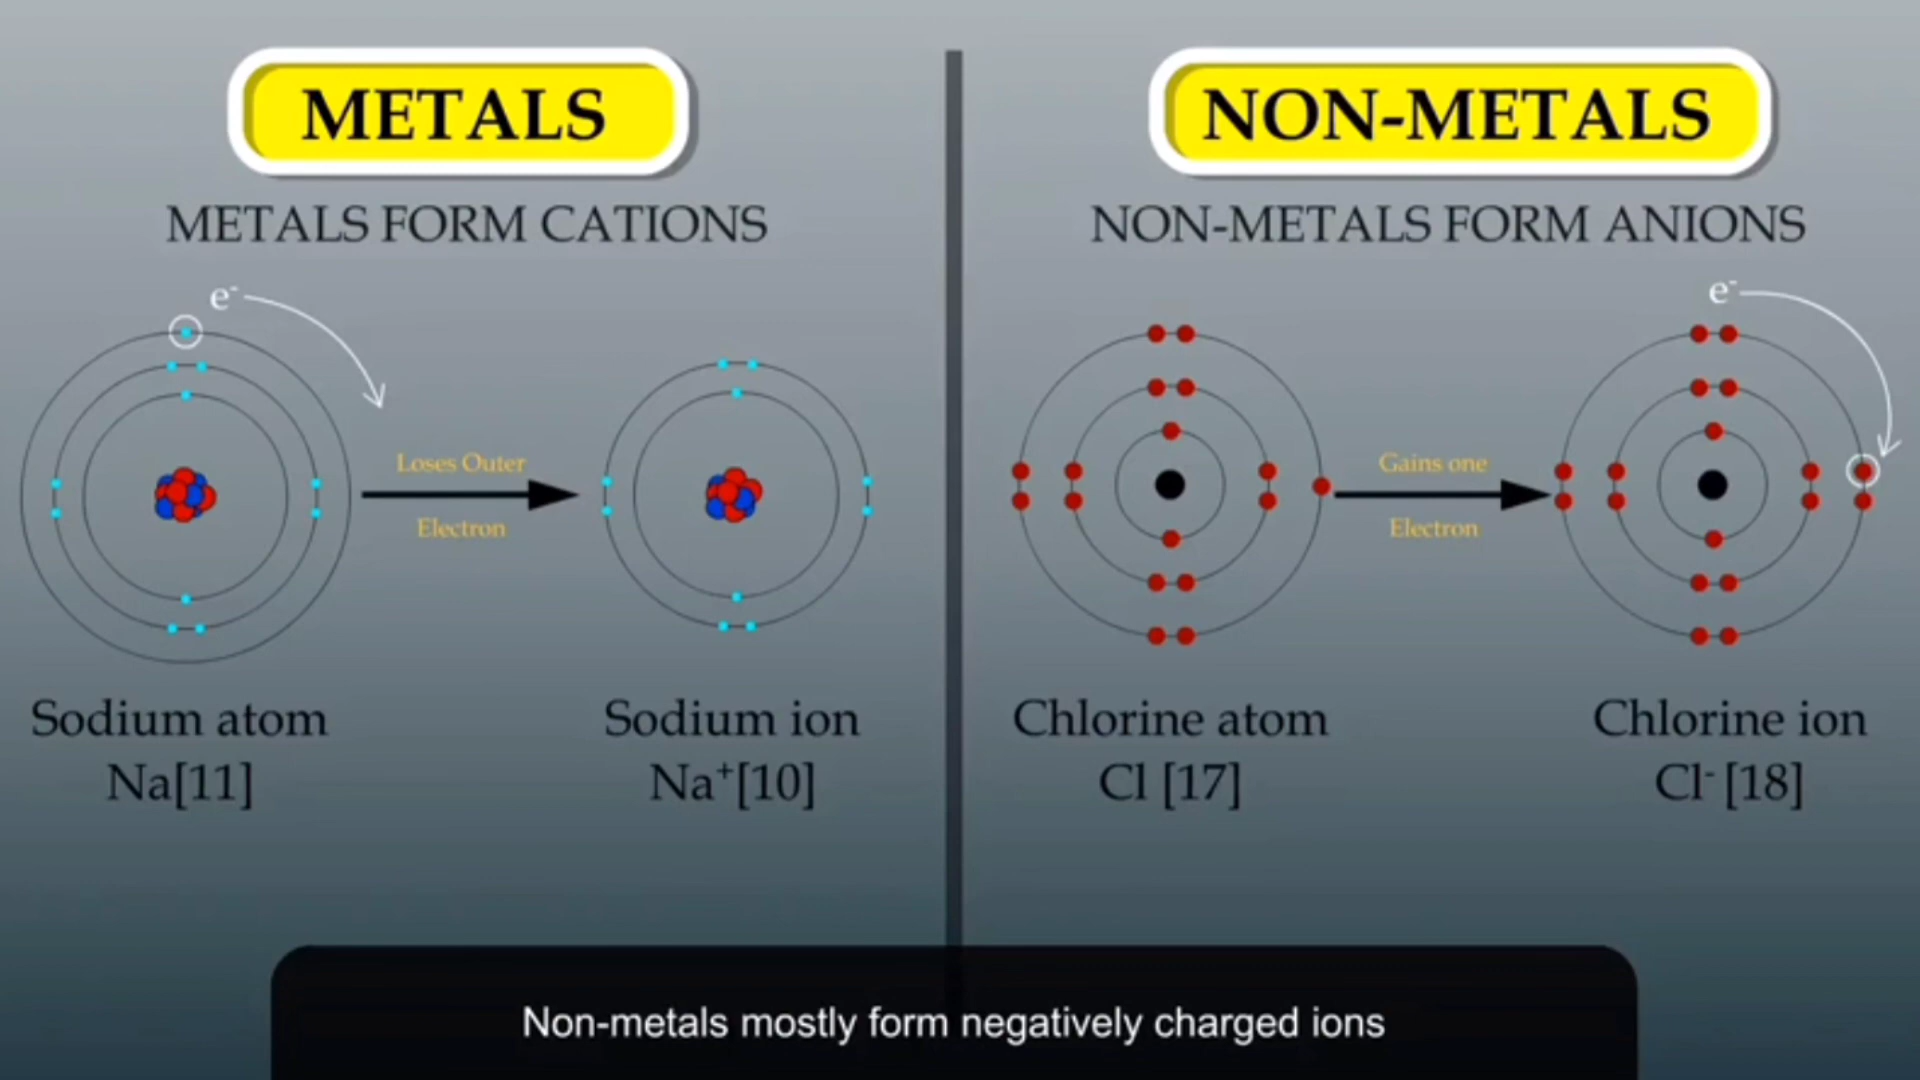 METALS
METALS FORM CATIONS
e-
Loses Outer
Electron
Sodium atom
Na[11]
Sodium ion
Na⁺[10]
NON-METALS
NON-METALS FORM ANIONS
e-
Gains one
Electron
Chlorine atom
Cl [17]
Chlorine ion
Cl⁻ [18]
Non-metals mostly form negatively charged ions